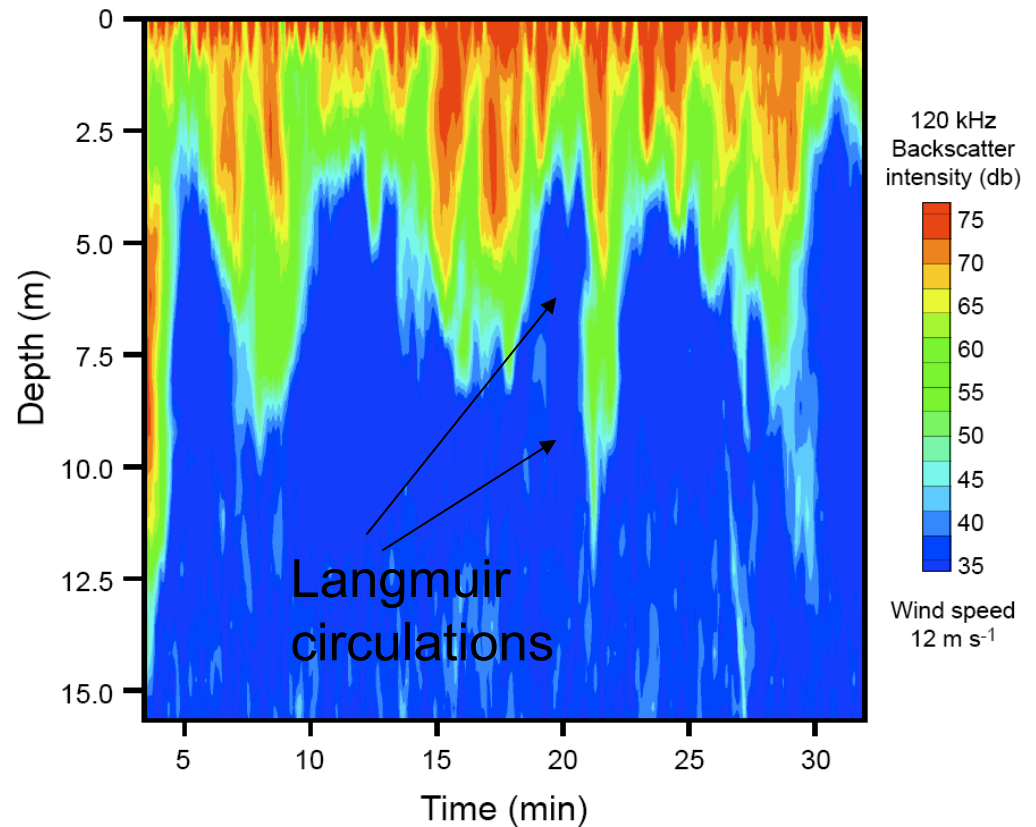 0
2.5
5.0
7.5
10.0
12.5
15.0
Depth (m)
5
10
15
20
25
30
Time (min)
Langmuir
circulations
120 kHz
Backscatter
intensity (db)
75
70
65
60
55
50
45
40
35
Wind speed
12 m s⁻¹